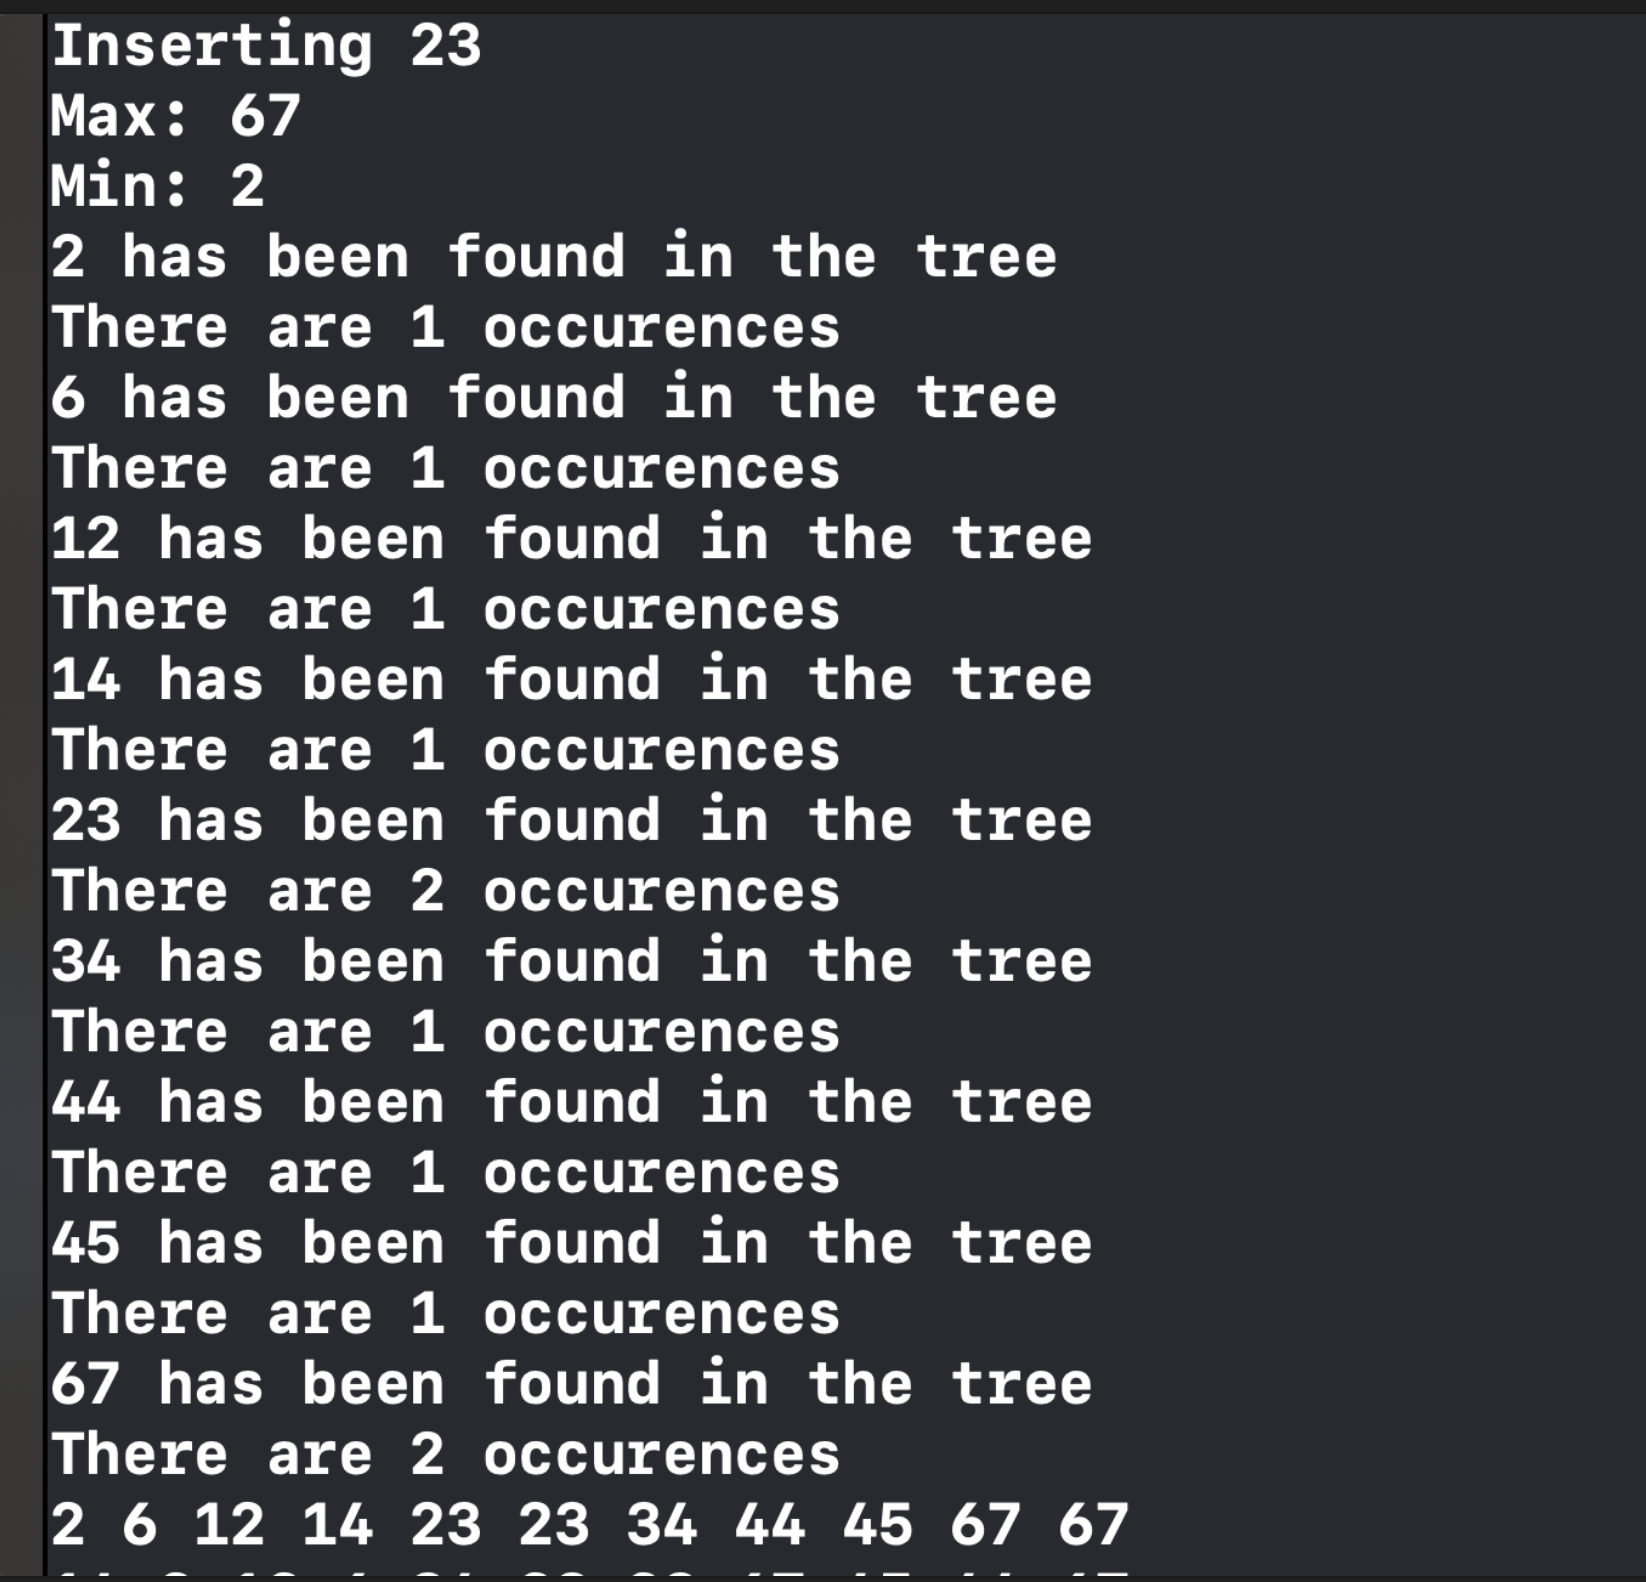 Inserting 23
Max: 67
Min: 2
2 has been found in the tree
There are 1 occurences
6 has been found in the tree
There are 1 occurences
12 has been found in the tree
There are 1 occurences
14 has been found in the tree
There are 1 occurences
23 has been found in the tree
There are 2 occurences
34 has been found in the tree
There are 1 occurences
44 has been found in the tree
There are 1 occurences
45 has been found in the tree
There are 1 occurences
67 has been found in the tree
There are 2 occurences
2 6 12 14 23 23 34 44 45 67 67